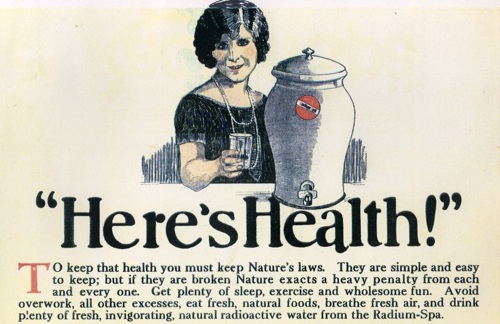 "Here's Health!"
TO keep that health you must keep Nature's laws. They are simple and easy
to keep; but if they are broken Nature exacts a heavy penalty from each
and every one. Get plenty of sleep, exercise and wholesome fun. Avoid
overwork, all other excesses, eat fresh, natural foods, breathe fresh air, and drink
plenty of fresh, invigorating, natural radioactive water from the Radium-Spa.